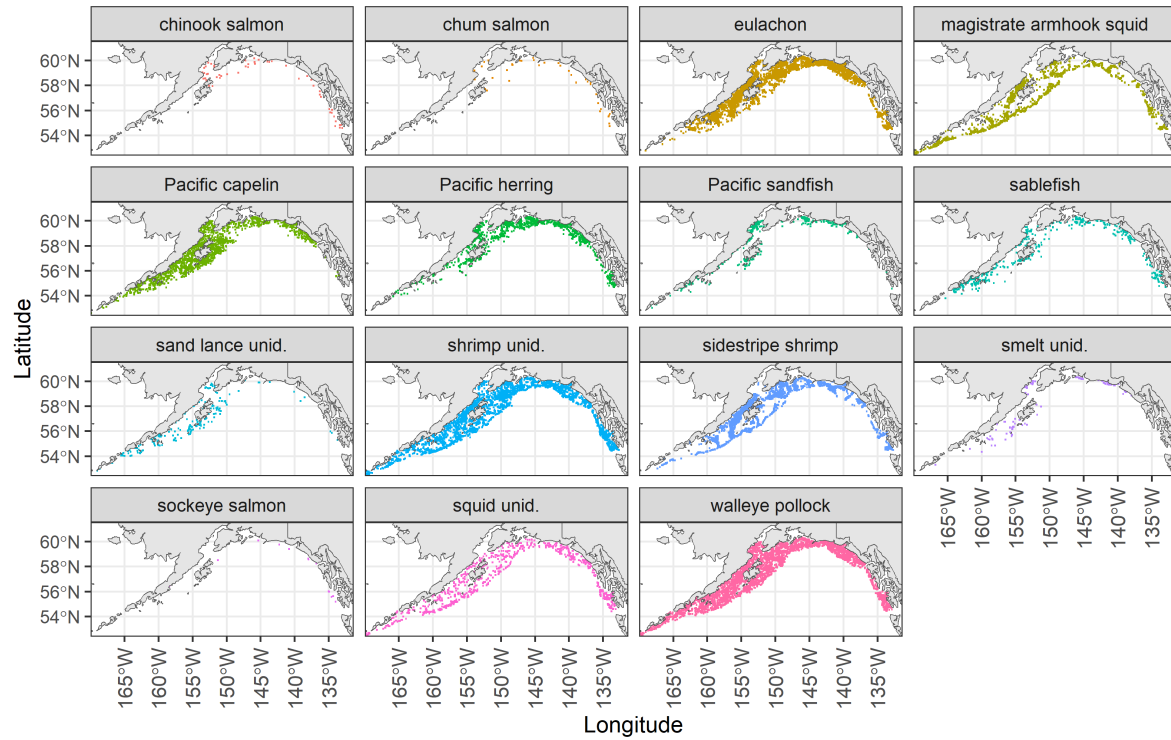 chinook salmon chum salmon eulachon magistrate armhook squid
60°N
58°N
56°N
54°N
Pacific capelin Pacific herring Pacific sandfish sablefish
60°N
58°N
56°N
54°N
Latitude
sand lance unid. shrimp unid. sidestripe shrimp smelt unid.
60°N
58°N
56°N
54°N
sockeye salmon squid unid. walleye pollock
165°W 160°W 155°W 150°W 145°W 140°W 135°W
60°N
58°N
56°N
54°N
165°W 160°W 155°W 150°W 145°W 140°W 135°W 165°W 160°W 155°W 150°W 145°W 140°W 135°W 165°W 160°W 155°W 150°W 145°W 140°W 135°W
Longitude